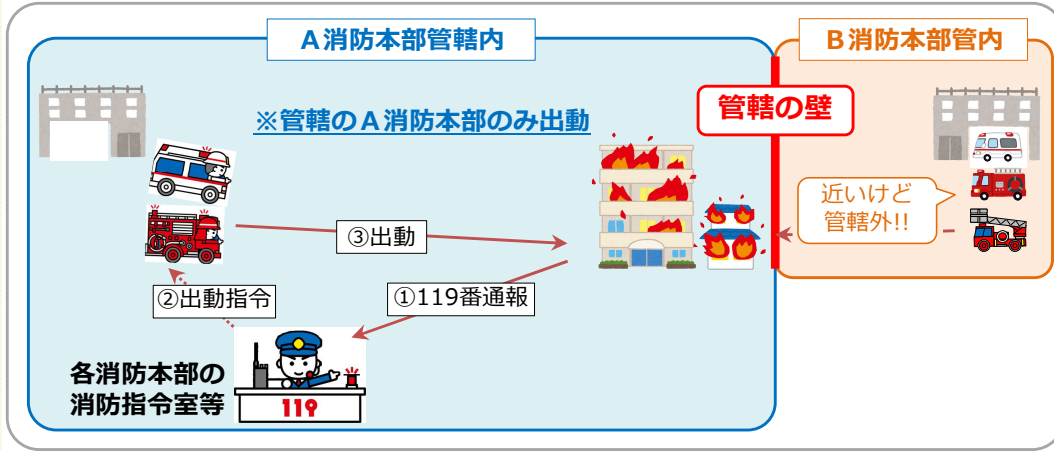 A消防本部管轄内
B消防本部管内
管轄の壁
※管轄のA消防本部のみ出動
近いけど
管轄外!!
③出動
②出動指令
①119番通報
各消防本部の
消防指令室等
119